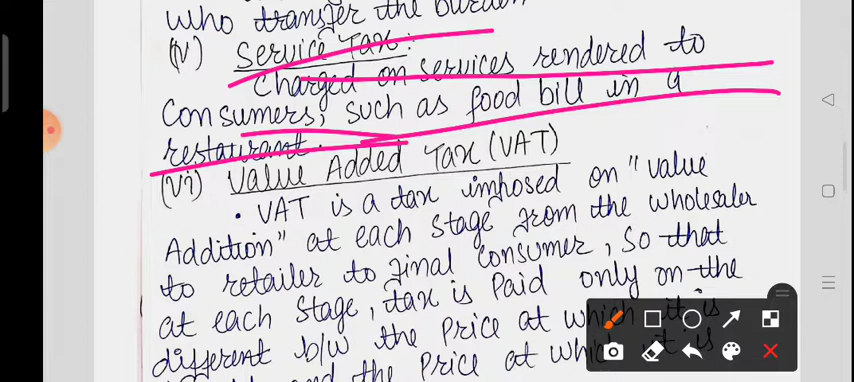 who transfer the burden
(V) Service Tax:
Charged on services rendered to
Consumers, such as food bill in a
restaurant.
(Vi) Value Added Tax (VAT)
• VAT is a tax imposed on "value
Addition" at each stage from the wholesaler
to retailer to final consumer, so that
at each stage, tax is Paid only on the
different b/w the Price at which it is
and the Price at which it is